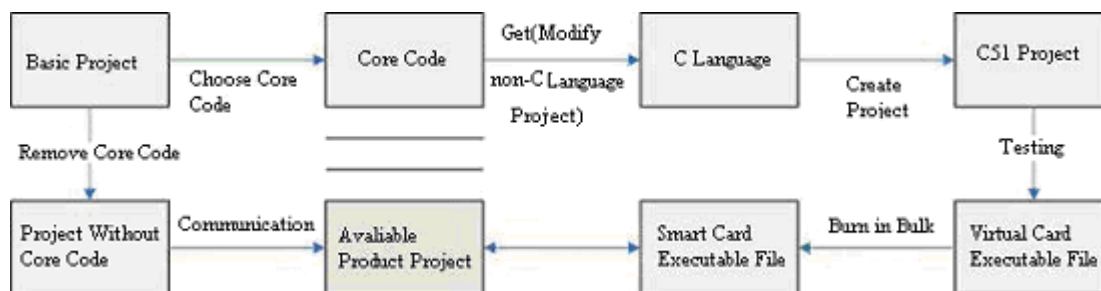 Basic Project
Choose Core
Code
Core Code
Get(Modify
non-C Language
Project)
C Language
Create
Project
C51 Project
Remove Core Code
Testing
Project Without
Core Code
Communication
Avaliable
Product Project
Smart Card
Executable File
Burn in Bulk
Virtual Card
Executable File